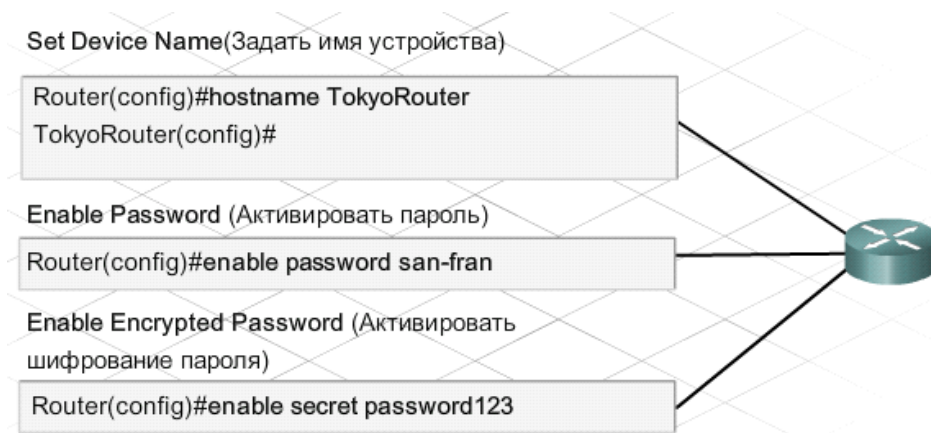 Set Device Name(Задать имя устройства)
Router(config)#hostname TokyoRouter
TokyoRouter(config)#
Enable Password (Активировать пароль)
Router(config)#enable password san-fran
Enable Encrypted Password (Активировать
шифрование пароля)
Router(config)#enable secret password123